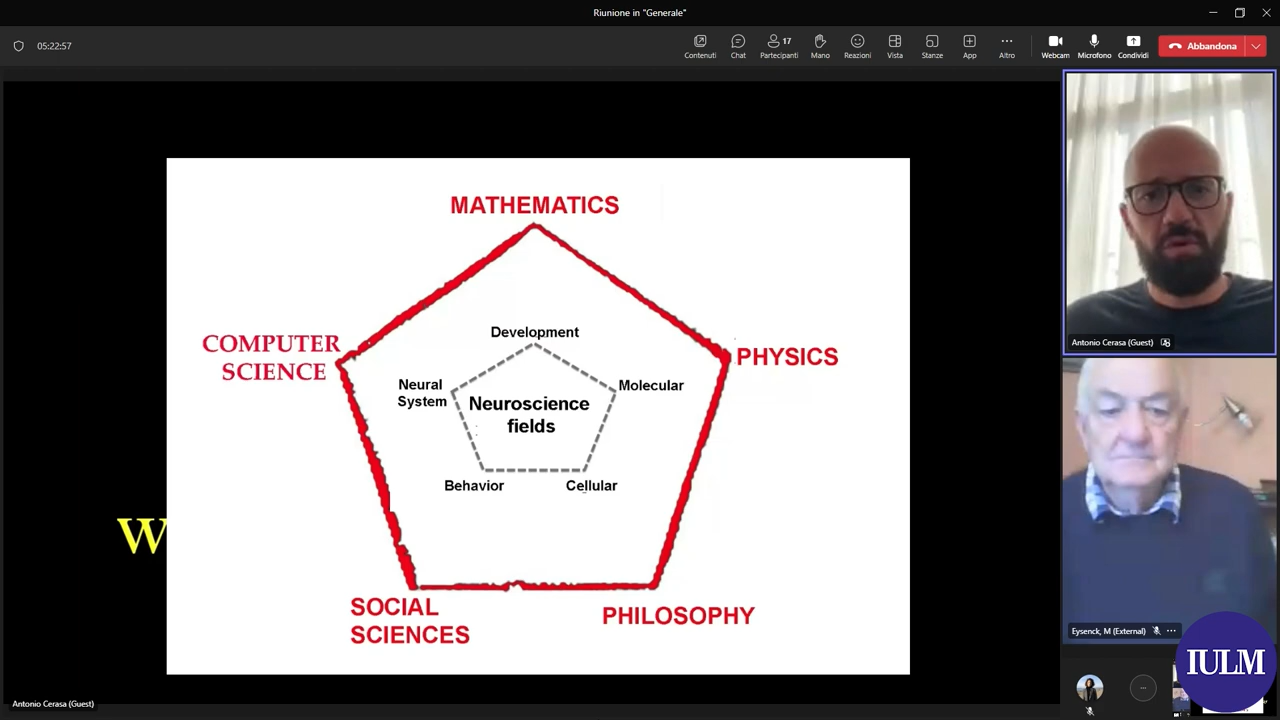 Riunione in "Generale"
05:22:57
Contenuti
Chat
17
Partecipanti
Mano
Reazioni
Vista
Stanze
App
Altro
Webcam
Microfono
Condividi
Abbandona
MATHEMATICS
COMPUTER
SCIENCE
PHYSICS
Development
Neural
System
Molecular
Neuroscience
fields
Behavior
Cellular
W
SOCIAL
SCIENCES
PHILOSOPHY
Antonio Cerasa (Guest)
Eysenck, M (External)
IULM
Antonio Cerasa (Guest)